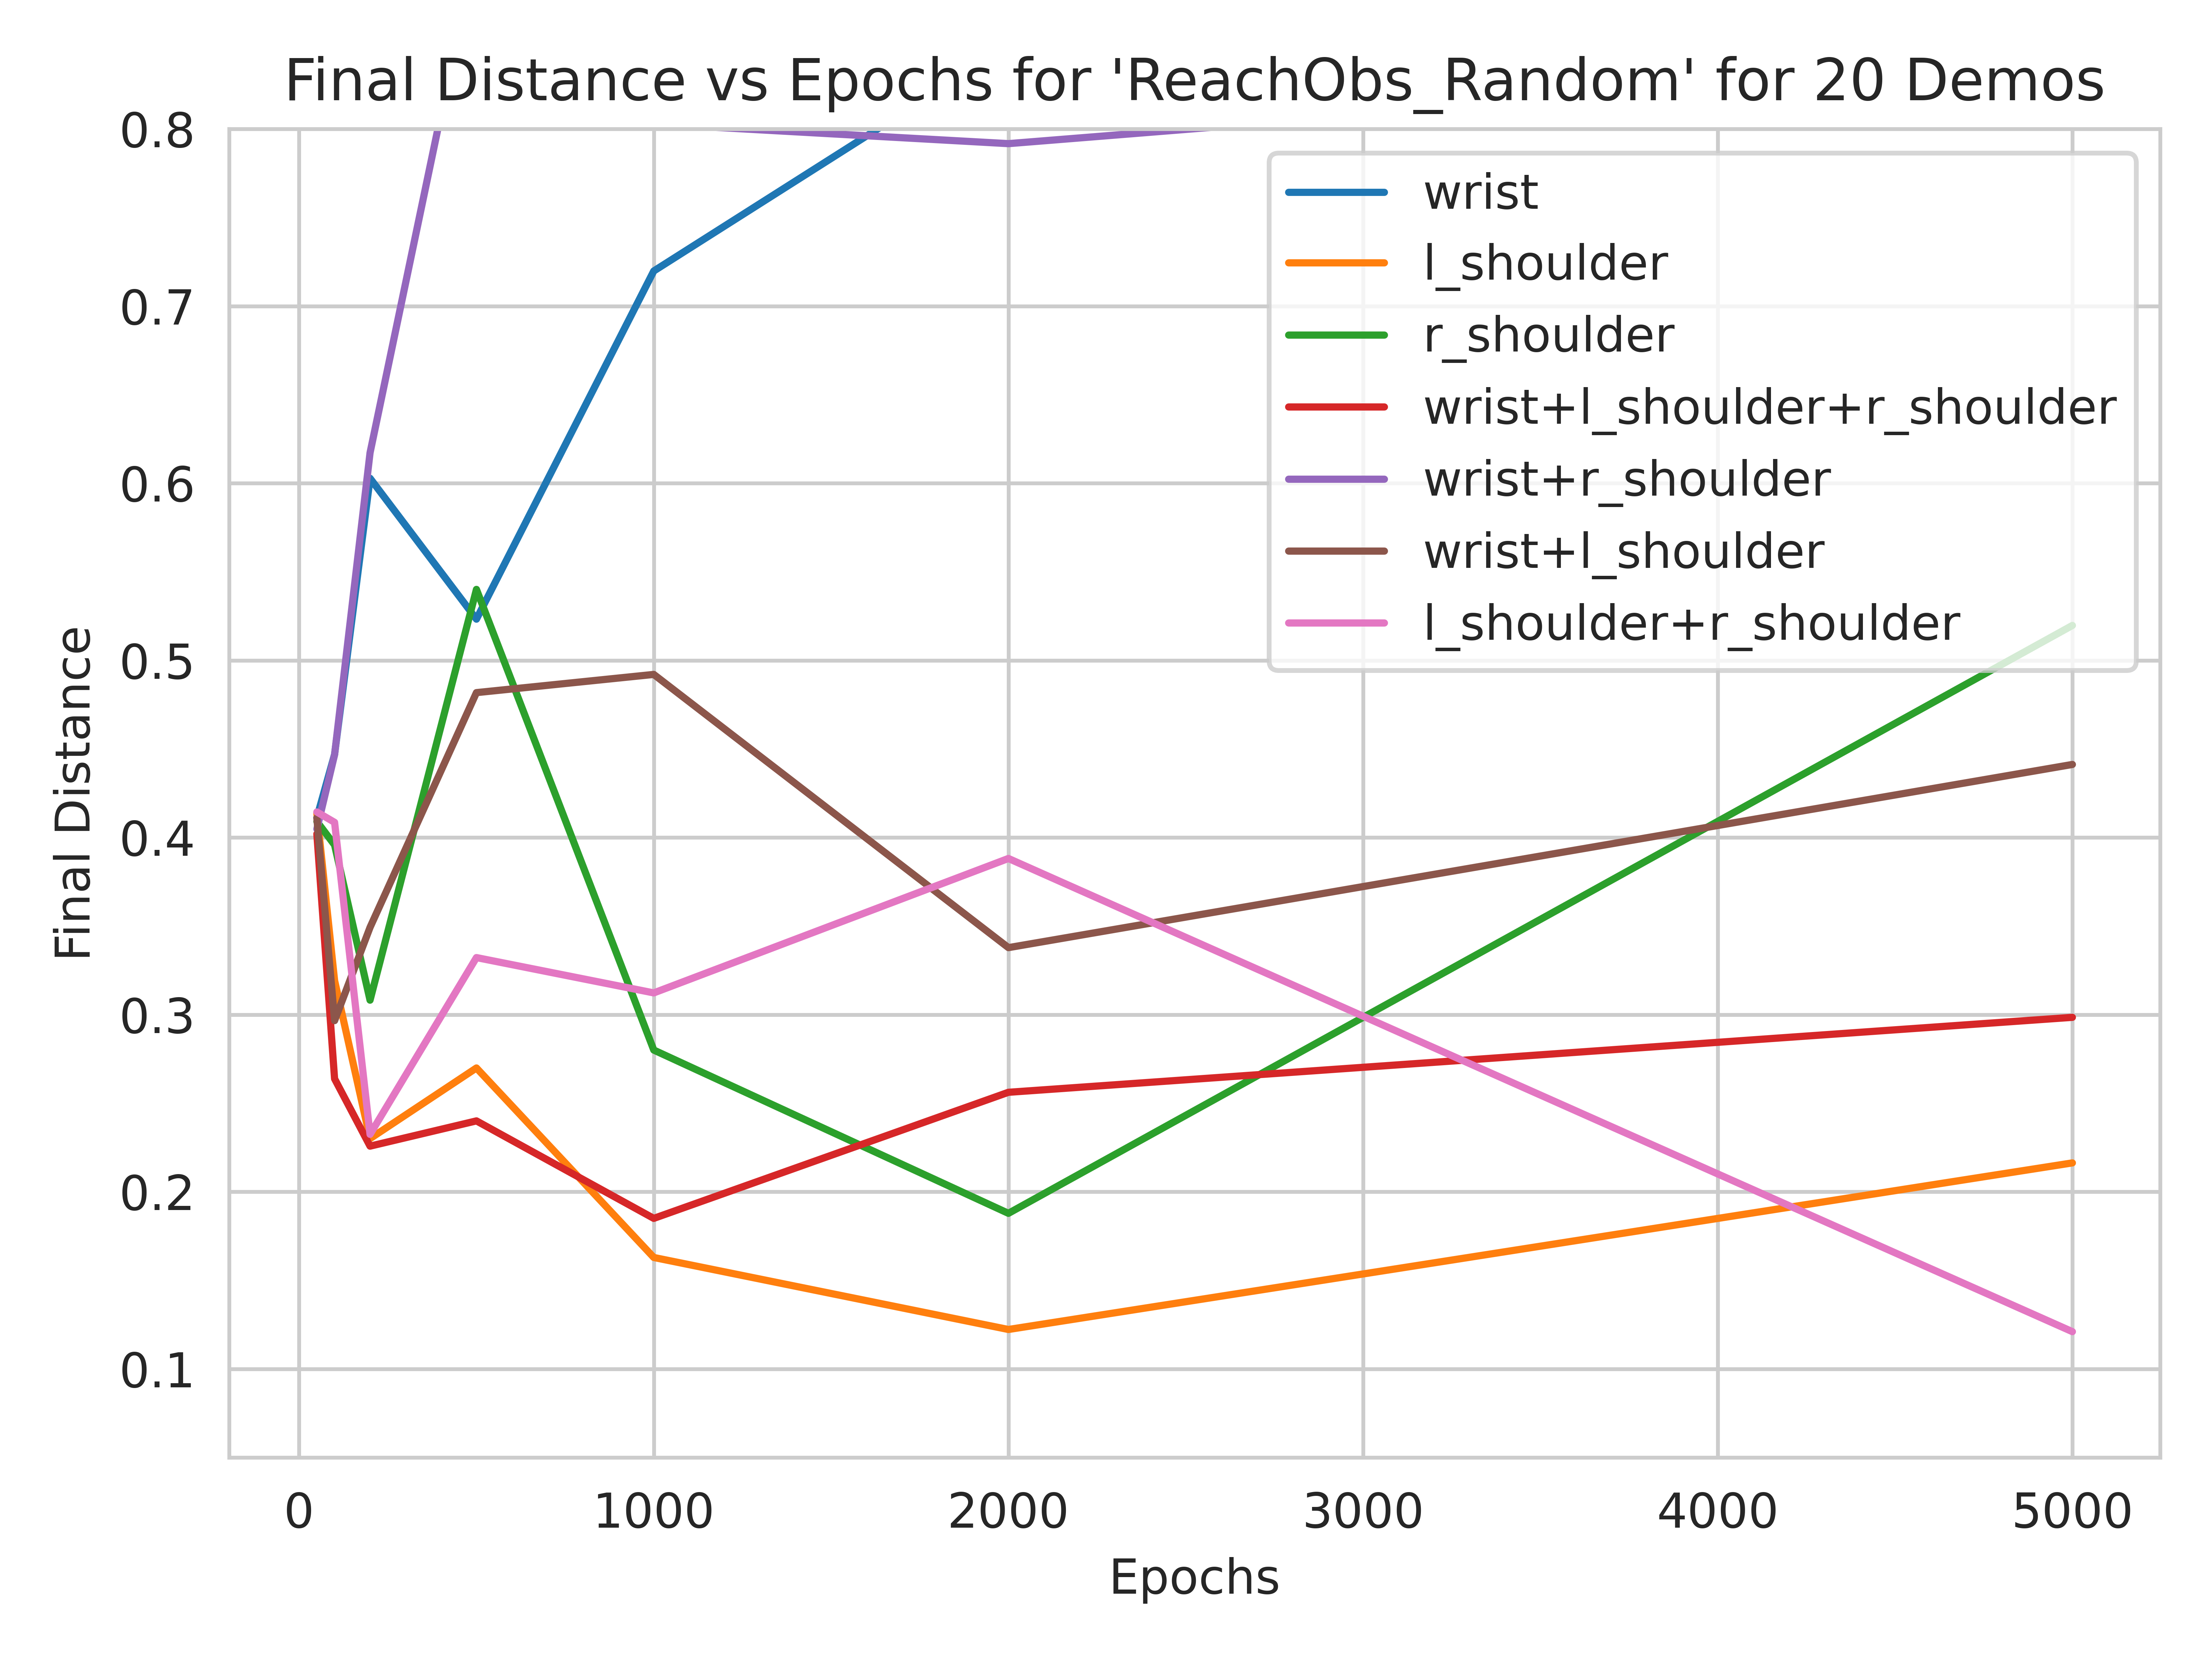 Final Distance vs Epochs for 'ReachObs_Random' for 20 Demos
0.8
0.7
0.6
0.5
0.4
0.3
0.2
0.1
Final Distance
wrist
l_shoulder
r_shoulder
wrist+l_shoulder+r_shoulder
wrist+r_shoulder
wrist+l_shoulder
l_shoulder+r_shoulder
0 1000 2000 3000 4000 5000
Epochs